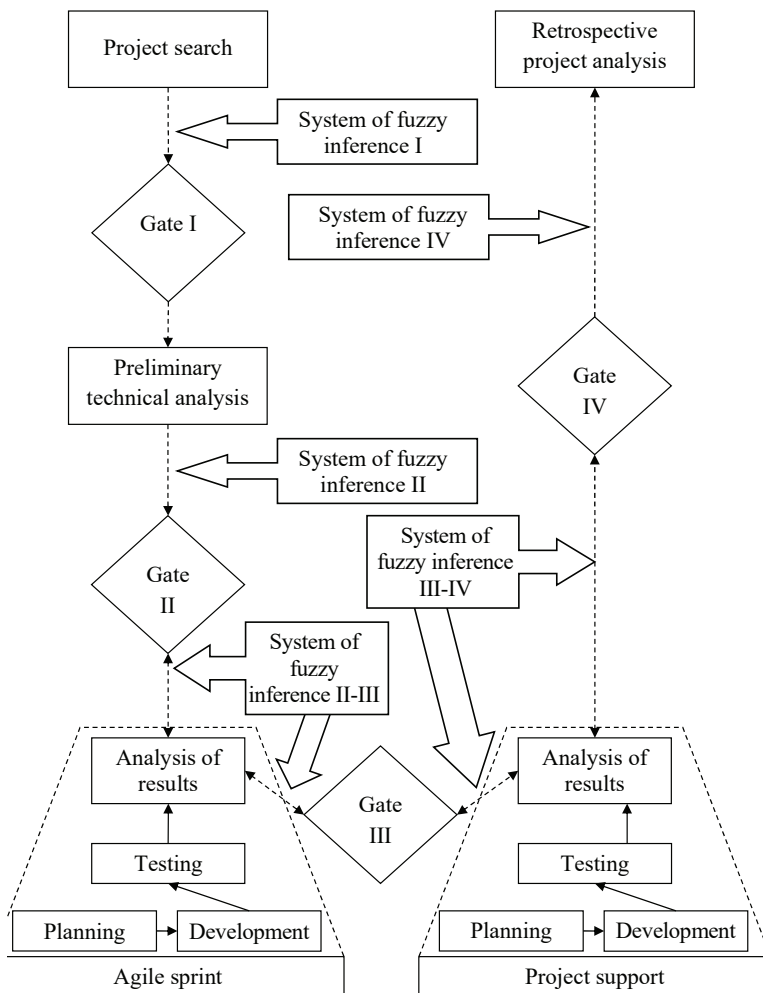 Project search
Retrospective
project analysis
System of fuzzy
inference I
Gate I
System of fuzzy
inference IV
Preliminary
technical analysis
Gate
IV
System of fuzzy
inference II
Gate
II
System of
fuzzy inference
III-IV
System of
fuzzy
inference II-III
Analysis of
results
Gate
III
Analysis of
results
Testing
Testing
Planning
Development
Planning
Development
Agile sprint
Project support